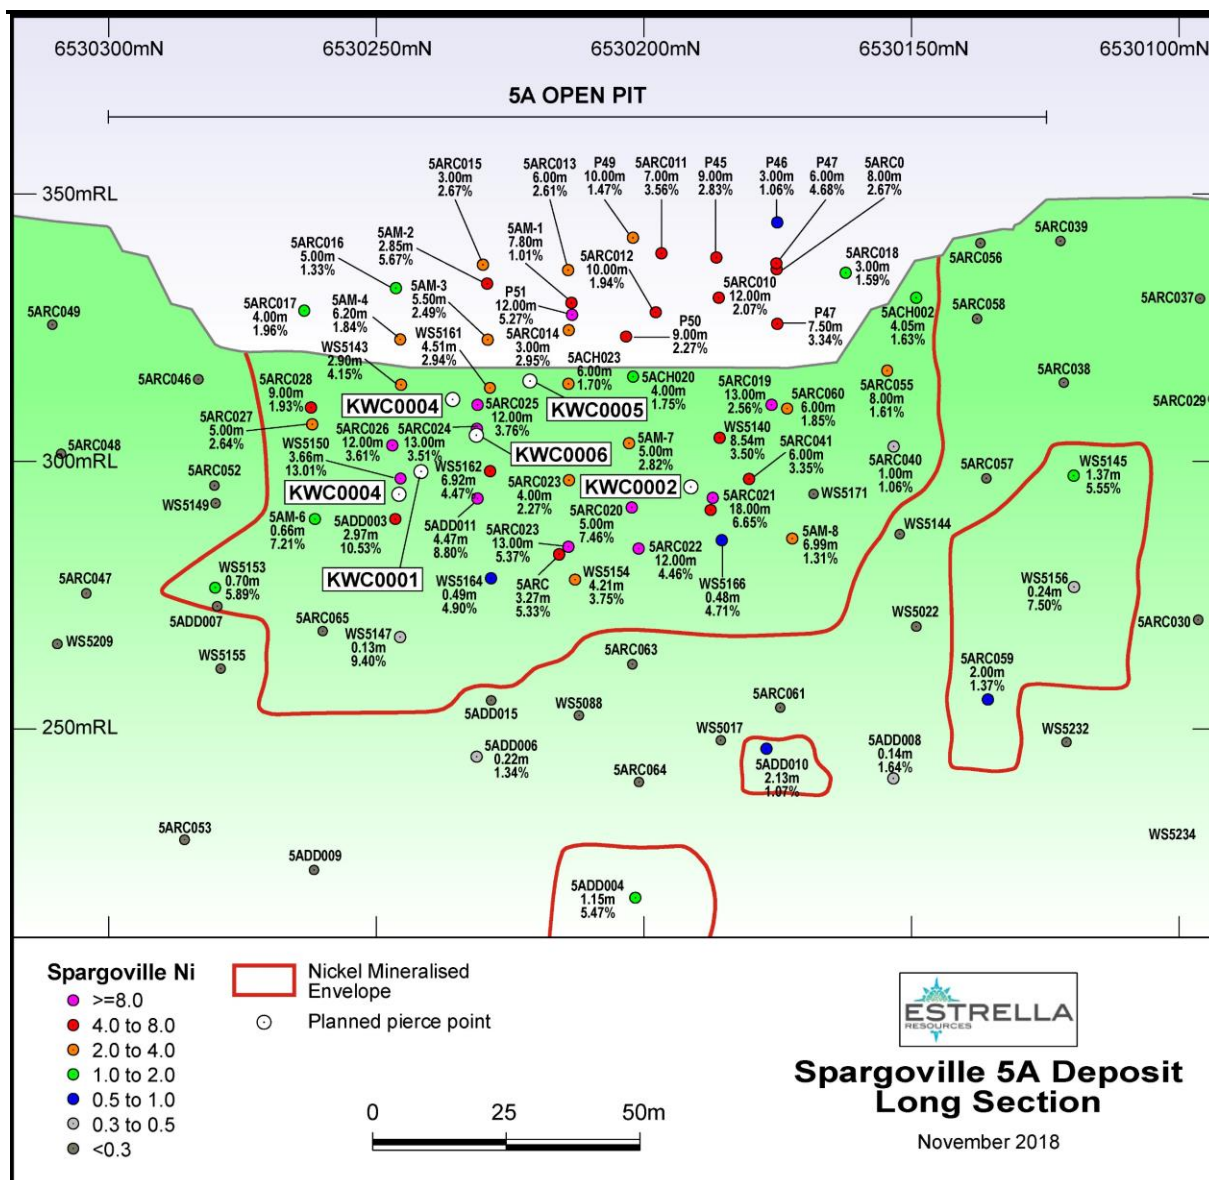 6530300mN
6530250mN
6530200mN
6530150mN
6530100mN
5A OPEN PIT
350mRL
300mRL
250mRL
5ARC015
3.00m
2.67%
5ARC013
6.00m
2.61%
P49
10.00m
1.47%
5ARC011
7.00m
3.56%
P45
9.00m
2.83%
P46
3.00m
1.06%
P47
6.00m
4.68%
5ARC0
8.00m
2.67%
5ARC016
5.00m
1.33%
5AM-2
2.85m
5.67%
5AM-1
7.80m
1.01%
5ARC012
10.00m
1.94%
5ARC018
3.00m
1.59%
5ARC039
5ARC056
5ARC017
4.00m
1.96%
5AM-4
6.20m
1.84%
5AM-3
5.50m
2.49%
P51
12.00m
5.27%
5ARC010
12.00m
2.07%
5ARC049
5ARC037
5ARC058
5ACH002
4.05m
1.63%
WS5143
2.90m
4.15%
WS5161
4.51m
2.94%
5ARC014
3.00m
2.95%
P50
9.00m
2.27%
P47
7.50m
3.34%
5ARC046
5ARC028
9.00m
1.93%
5ACH023
6.00m
1.70%
5ACH020
4.00m
1.75%
5ARC019
13.00m
2.56%
5ARC060
6.00m
1.85%
5ARC055
8.00m
1.61%
5ARC038
5ARC029
KWC0004
KWC0005
5ARC027
5.00m
2.64%
5ARC026
12.00m
3.61%
5ARC024
13.00m
3.51%
5ARC025
12.00m
3.76%
KWC0006
5AM-7
5.00m
2.82%
WS5140
8.54m
3.50%
5ARC041
6.00m
3.35%
5ARC048
5ARC052
WS5149
WS5150
3.66m
13.01%
KWC0004
WS5162
6.92m
4.47%
5ARC023
4.00m
2.27%
KWC0002
5ARC040
1.00m
1.06%
5ARC057
WS5145
1.37m
5.55%
WS5171
5AM-6
0.66m
7.21%
5ADD003
2.97m
10.53%
5ADD011
4.47m
8.80%
5ARC020
5.00m
7.46%
5ARC021
18.00m
6.65%
WS5144
5ARC023
13.00m
5.37%
5ARC022
12.00m
4.46%
5AM-8
6.99m
1.31%
5ARC047
WS5153
0.70m
5.89%
KWC0001
WS5164
0.49m
4.90%
5ARC
3.27m
5.33%
WS5154
4.21m
3.75%
WS5166
0.48m
4.71%
WS5156
0.24m
7.50%
5ADD007
5ARC065
WS5147
0.13m
9.40%
WS5022
5ARC030
WS5209
WS5155
5ARC063
5ARC059
2.00m
1.37%
5ADD015
WS5088
5ARC061
WS5017
WS5232
5ADD006
0.22m
1.34%
5ARC064
5ADD010
2.13m
1.07%
5ADD008
0.14m
1.64%
5ARC053
5ADD009
WS5234
5ADD004
1.15m
5.47%
Spargoville Ni
>=8.0
4.0 to 8.0
2.0 to 4.0
1.0 to 2.0
0.5 to 1.0
0.3 to 0.5
<0.3
Nickel Mineralised
Envelope
Planned pierce point
0 25 50m
ESTRELLA
RESOURCES
Spargoville 5A Deposit
Long Section
November 2018